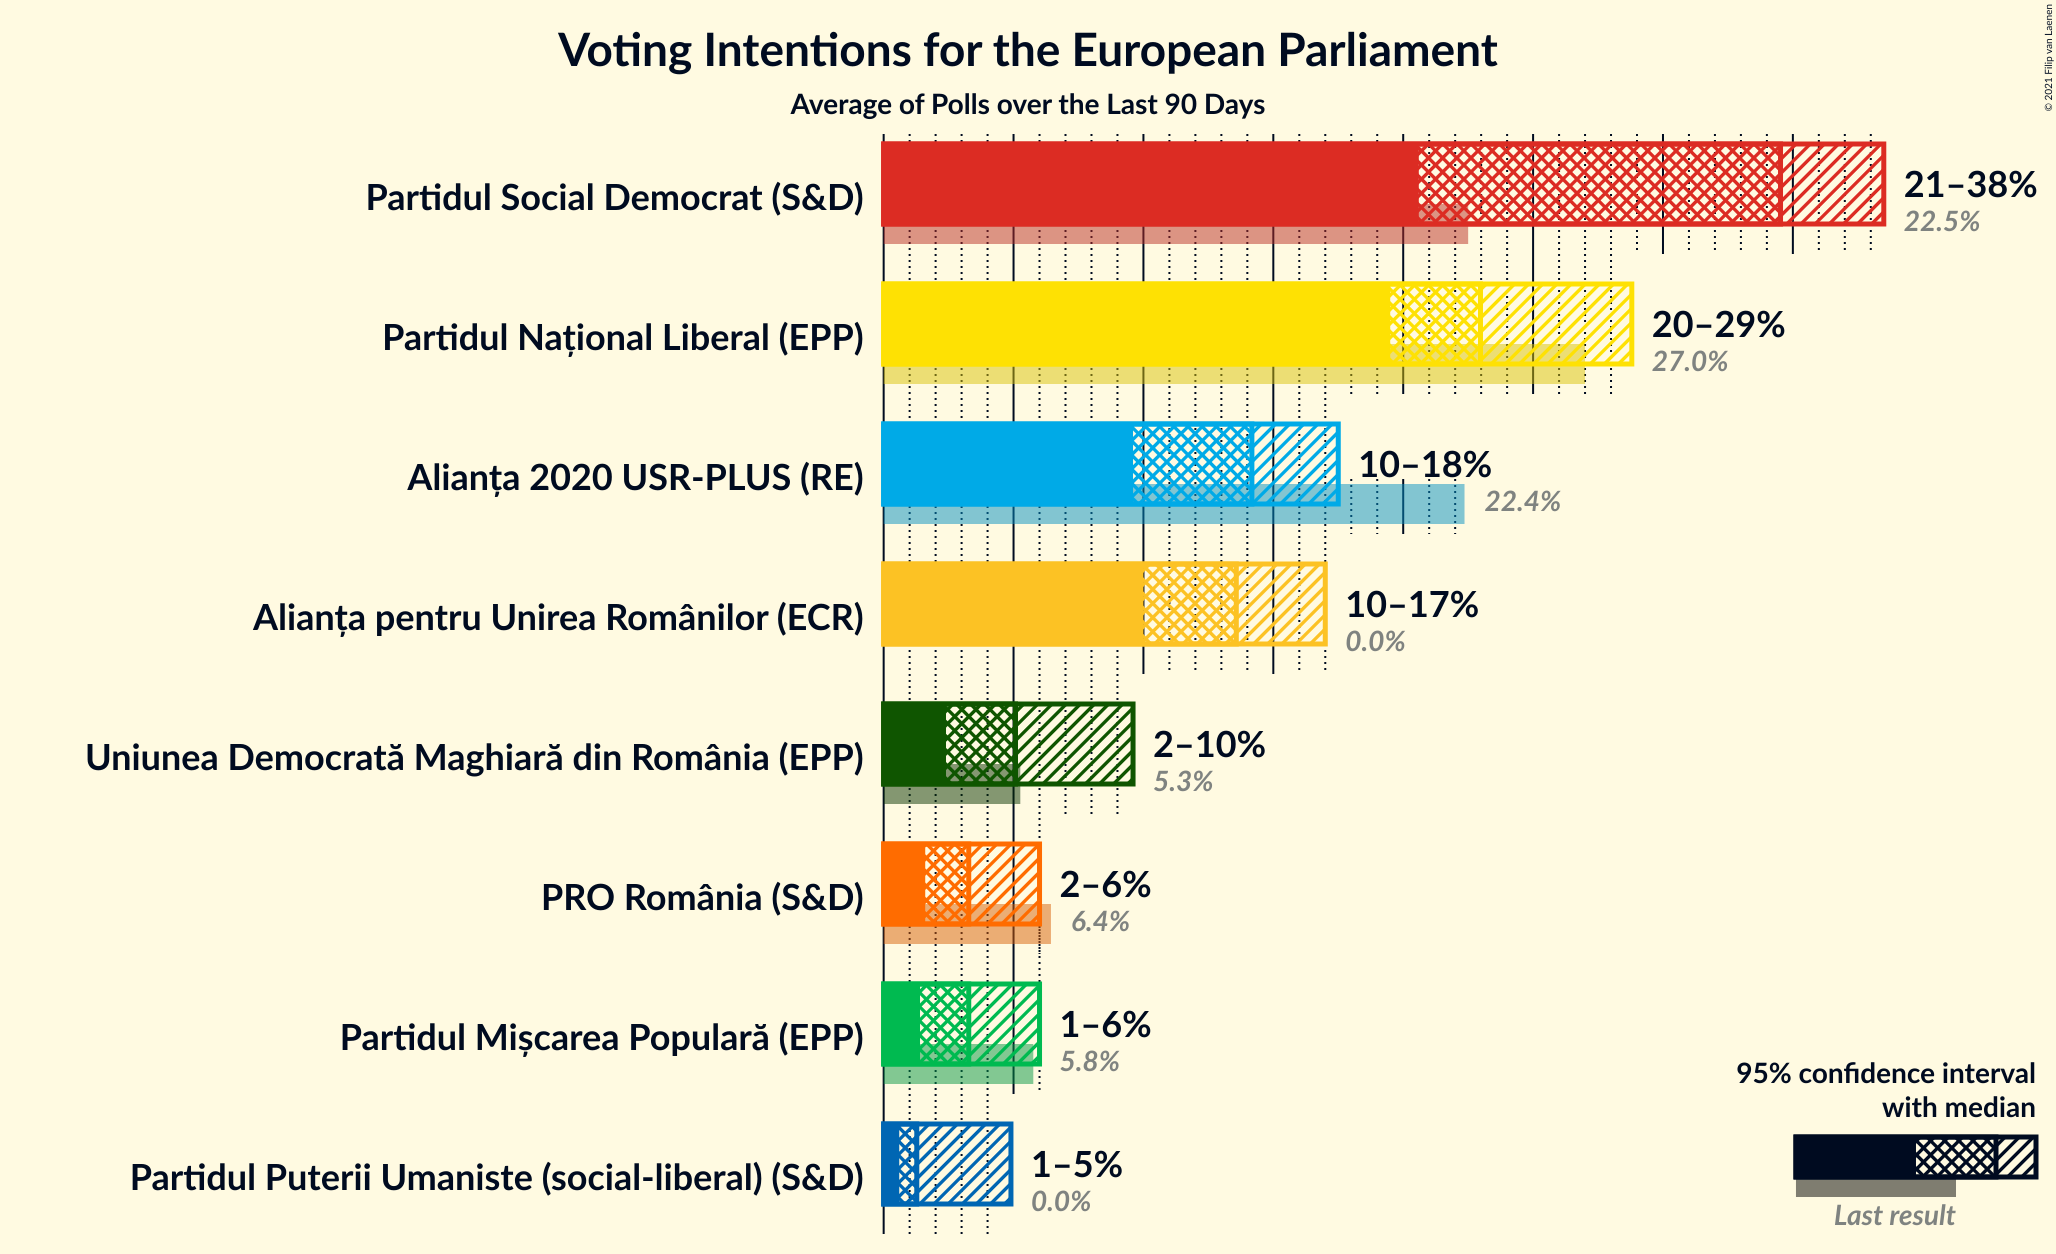 Voting Intentions for the European Parliament
Average of Polls over the Last 90 Days
© 2021 Filip van Laenen
Partidul Social Democrat (S&D)
21–38%
22.5%
Partidul Național Liberal (EPP)
20–29%
27.0%
Alianța 2020 USR-PLUS (RE)
10–18%
22.4%
Alianța pentru Unirea Românilor (ECR)
10–17%
0.0%
Uniunea Democrată Maghiară din România (EPP)
2–10%
5.3%
PRO România (S&D)
2–6%
6.4%
Partidul Mișcarea Populară (EPP)
1–6%
5.8%
Partidul Puterii Umaniste (social-liberal) (S&D)
1–5%
0.0%
95% confidence interval
with median
Last result